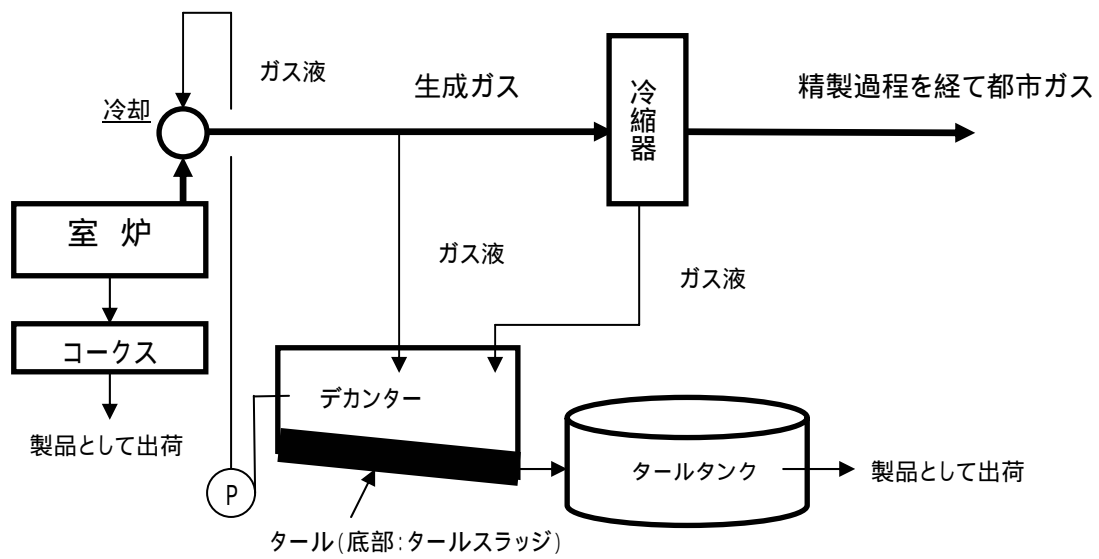 ガス液
生成ガス
精製過程を経て都市ガス
冷却
冷縮器
室 炉
ガス液
ガス液
コークス
デカンター
製品として出荷
タールタンク
製品として出荷
P
タール(底部:タールスラッジ)